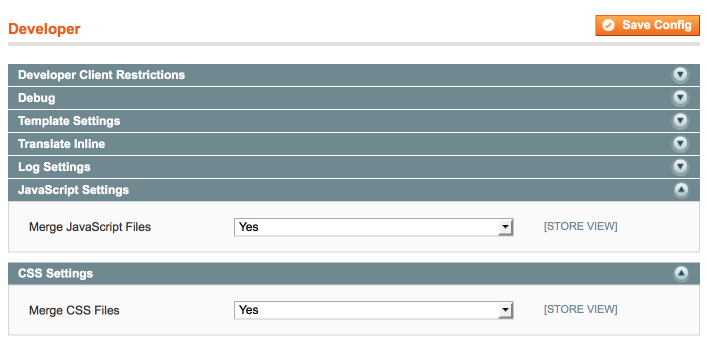 Developer
Save Config
Developer Client Restrictions
Debug
Template Settings
Translate Inline
Log Settings
JavaScript Settings
Merge JavaScript Files Yes [STORE VIEW]
CSS Settings
Merge CSS Files Yes [STORE VIEW]